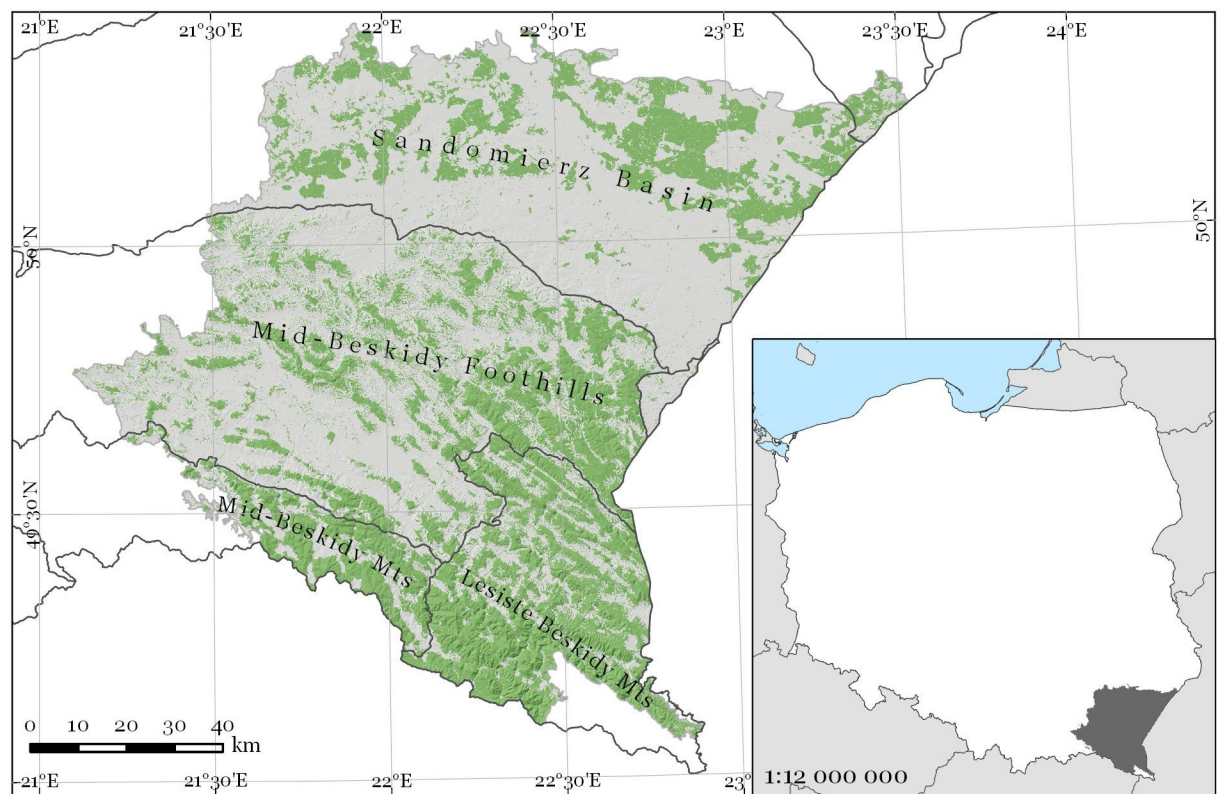 21°E
21°30'E
22°E
22°30'E
23°E
23°30'E
24°E
Sandomierz Basin
50°N
50°N
Mid-Beskidy Foothills
49°30'N
Mid-Beskidy Mts
Lesiste Beskidy Mts
0 10 20 30 40
km
21°E
21°30'E
22°E
22°30'E
23°
1:12 000 000